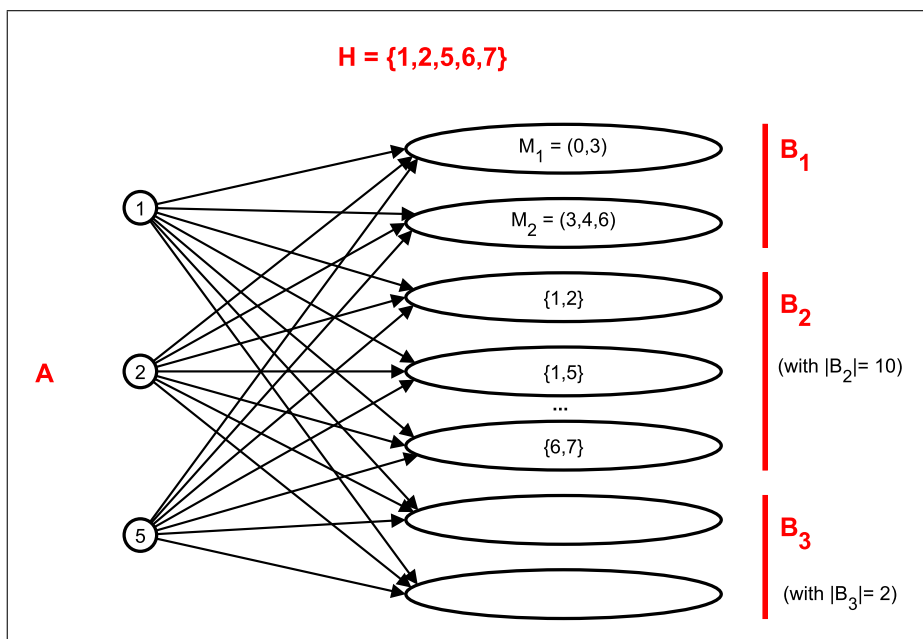 H = {1,2,5,6,7}
M1 = (0,3)
B1
1
M2 = (3,4,6)
{1,2}
B2
A
2
{1,5}
(with |B2|= 10)
...
{6,7}
5
B3
(with |B3|= 2)